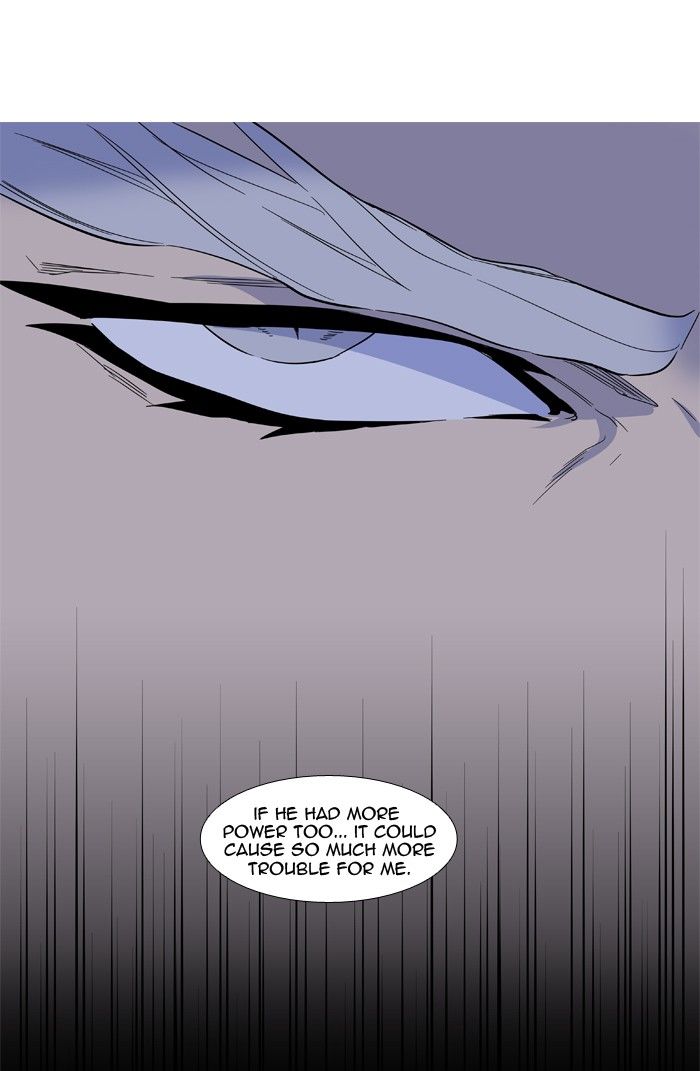 IF HE HAD MORE
POWER TOO... IT COULD
CAUSE SO MUCH MORE
TROUBLE FOR ME.